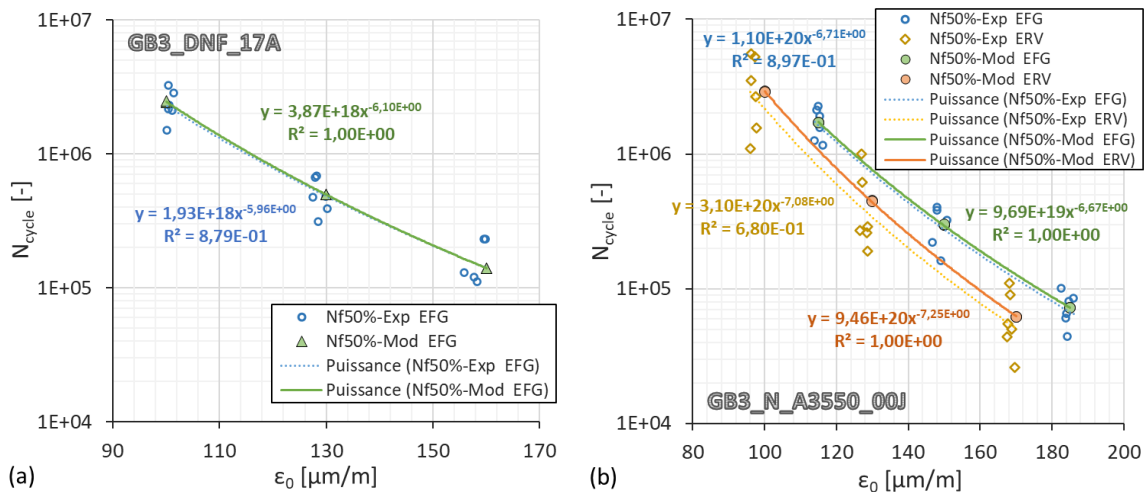 1E+07
1E+06
1E+05
1E+04
N_cycle [-]
GB3_DNF_17A
y = 3,87E+18x^-6,10E+00
R² = 1,00E+00
y = 1,93E+18x^-5,96E+00
R² = 8,79E-01
Nf50%-Exp EFG
Nf50%-Mod EFG
Puissance (Nf50%-Exp EFG)
Puissance (Nf50%-Mod EFG)
90
110
130
150
170
ε₀ [µm/m]
(a)
1E+07
1E+06
1E+05
1E+04
N_cycle [-]
y = 1,10E+20x^-6,71E+00
R² = 8,97E-01
Nf50%-Exp EFG
Nf50%-Exp ERV
Nf50%-Mod EFG
Nf50%-Mod ERV
Puissance (Nf50%-Exp EFG)
Puissance (Nf50%-Exp ERV)
Puissance (Nf50%-Mod EFG)
Puissance (Nf50%-Mod ERV)
y = 3,10E+20x^-7,08E+00
R² = 6,80E-01
y = 9,69E+19x^-6,67E+00
R² = 1,00E+00
y = 9,46E+20x^-7,25E+00
R² = 1,00E+00
GB3_N_A3550_00J
80
100
120
140
160
180
200
ε₀ [µm/m]
(b)